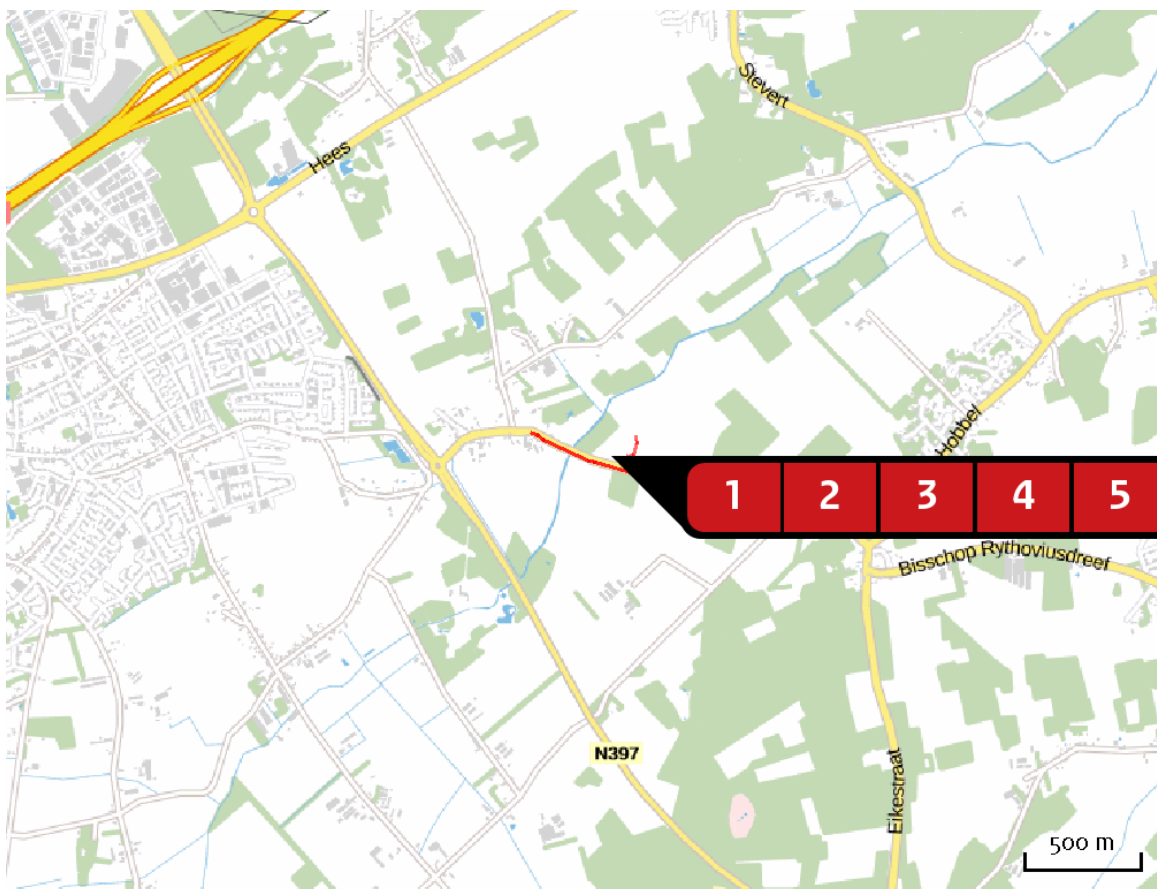 Stevert
Hees
Hobbel
1 2 3 4 5
Bisschop Rythoviusdreef
N397
Eikestraat
500 m